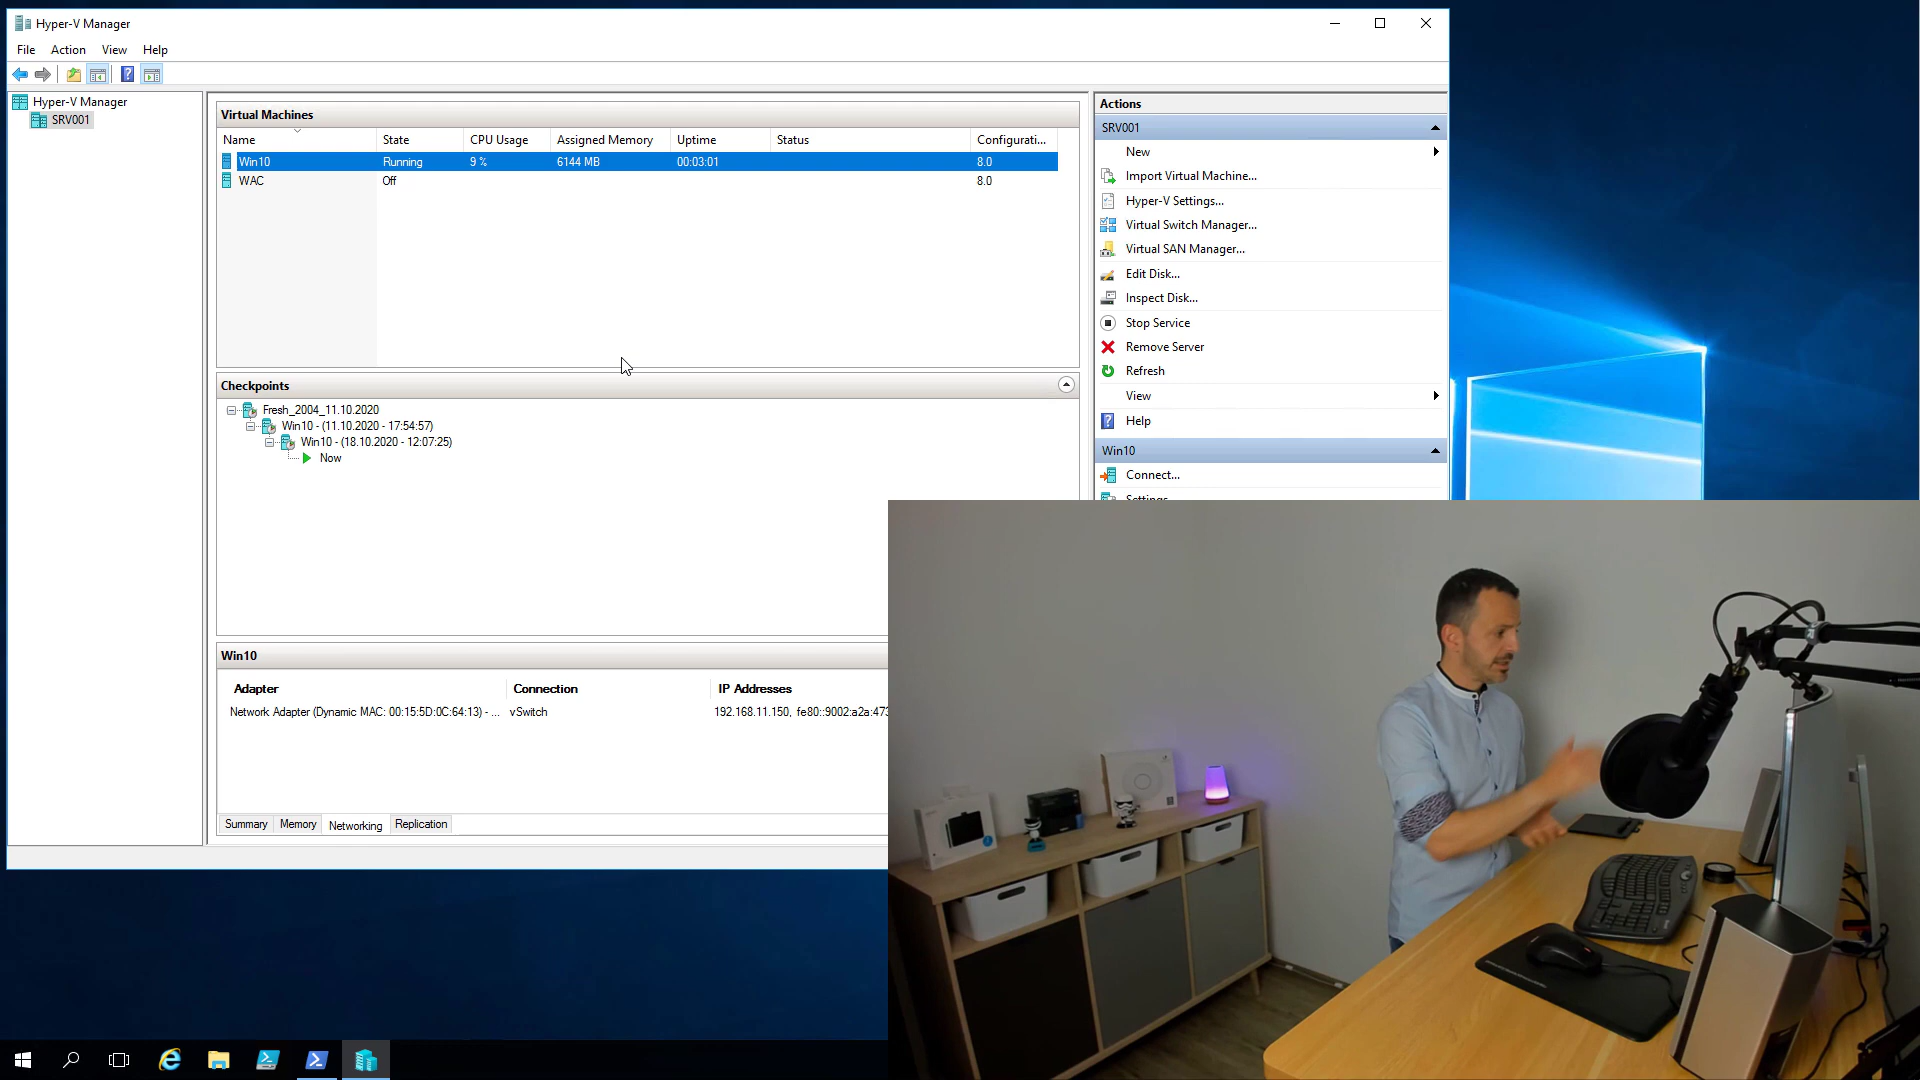 Hyper-V Manager
File Action View Help
Hyper-V Manager
SRV001
Virtual Machines
Name State CPU Usage Assigned Memory Uptime Status Configurati...
Win10 Running 9 % 6144 MB 00:03:01 8.0
WAC Off 8.0
Checkpoints
Fresh_2004_11.10.2020
Win10 - (11.10.2020 - 17:54:57)
Win10 - (18.10.2020 - 12:07:25)
Now
Win10
Adapter Connection IP Addresses
Network Adapter (Dynamic MAC: 00:15:5D:0C:64:13) - ... vSwitch 192.168.11.150, fe80::9002:a2a:473
Summary Memory Networking Replication
Actions
SRV001
New
Import Virtual Machine...
Hyper-V Settings...
Virtual Switch Manager...
Virtual SAN Manager...
Edit Disk...
Inspect Disk...
Stop Service
Remove Server
Refresh
View
Help
Win10
Connect...
Settings